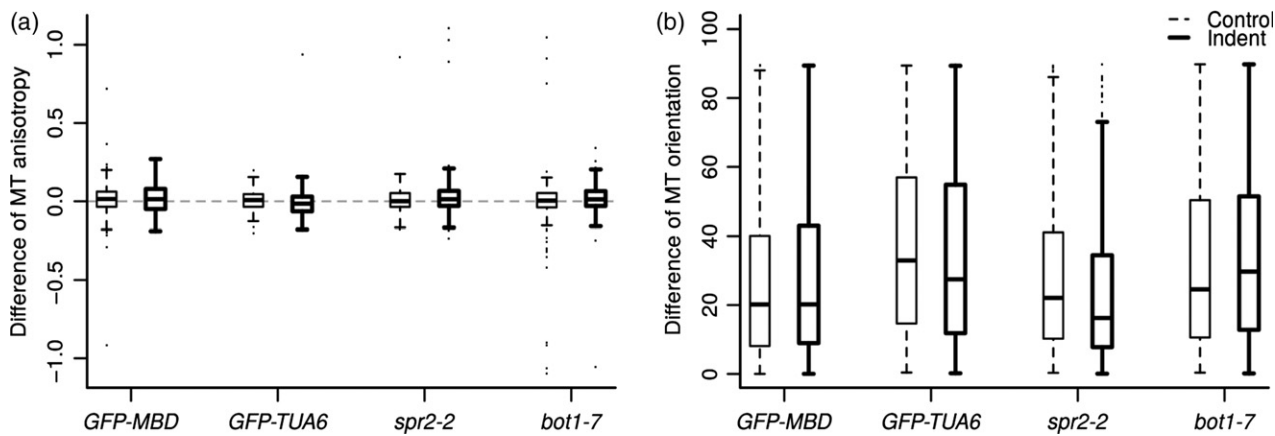 (a)
Difference of MT anisotropy
1.0
0.5
0.0
−0.5
−1.0
GFP-MBD GFP-TUA6 spr2-2 bot1-7
(b)
Control
Indent
Difference of MT orientation
100
80
60
40
20
0
GFP-MBD GFP-TUA6 spr2-2 bot1-7